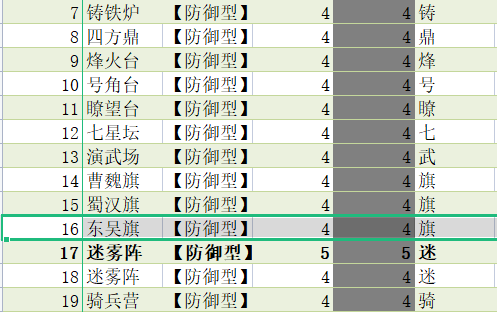 7 铸铁炉 【防御型】 4 4 铸
8 四方鼎 【防御型】 4 4 鼎
9 烽火台 【防御型】 4 4 烽
10 号角台 【防御型】 4 4 号
11 瞭望台 【防御型】 4 4 瞭
12 七星坛 【防御型】 4 4 七
13 演武场 【防御型】 4 4 武
14 曹魏旗 【防御型】 4 4 旗
15 蜀汉旗 【防御型】 4 4 旗
16 东吴旗 【防御型】 4 4 旗
17 迷雾阵 【防御型】 5 5 迷
18 迷雾阵 【防御型】 4 4 迷
19 骑兵营 【防御型】 4 4 骑